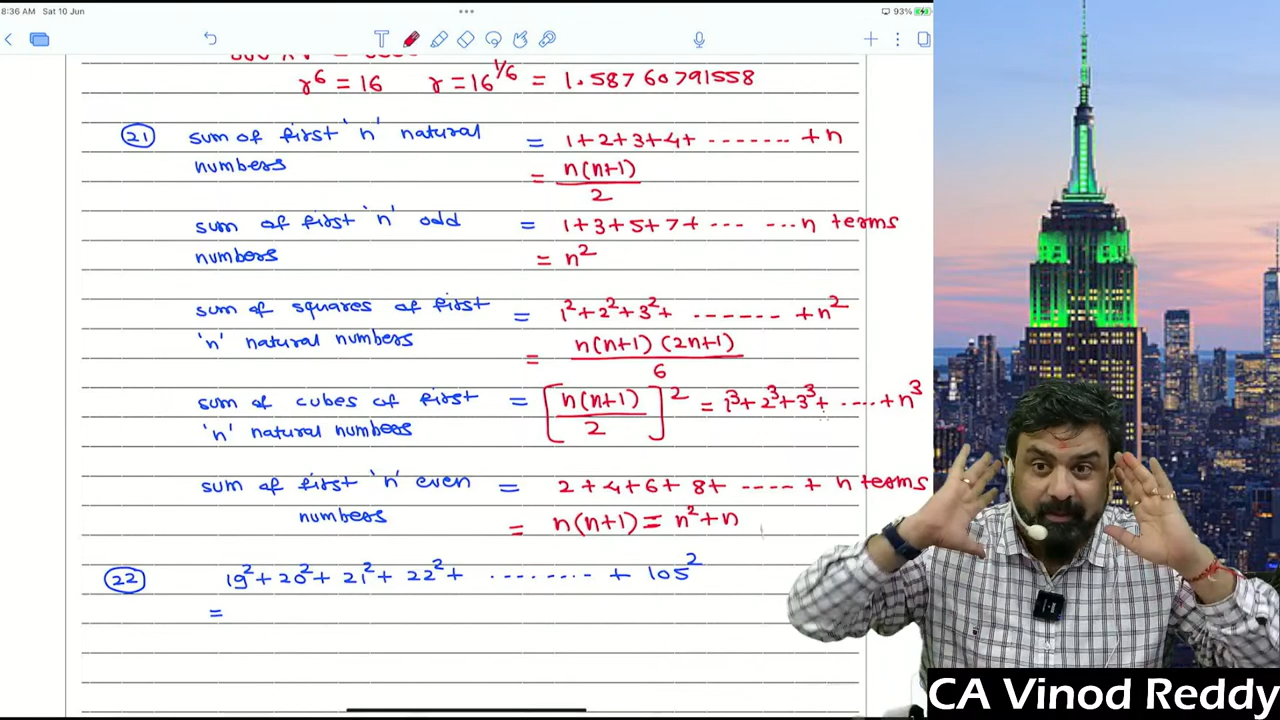 8:36 AM Sat 10 Jun
93%
r⁶ = 16 r = 16^1/6 = 1.58760791558
21 sum of first 'n' natural = 1+2+3+4+ ....... +n
numbers = n(n+1)/2
sum of first 'n' odd = 1+3+5+7+ ... ...n terms
numbers = n²
sum of squares of first = 1²+2²+3²+ ...... +n²
'n' natural numbers = n(n+1)(2n+1)/6
sum of cubes of first = [n(n+1)/2]² = 1³+2³+3³+ ....+n³
'n' natural numbers
sum of first 'n' even = 2+4+6+8+ ....+ n terms
numbers = n(n+1) = n²+n
22 19²+20²+21²+22²+ ........ + 105²
=
CA Vinod Reddy